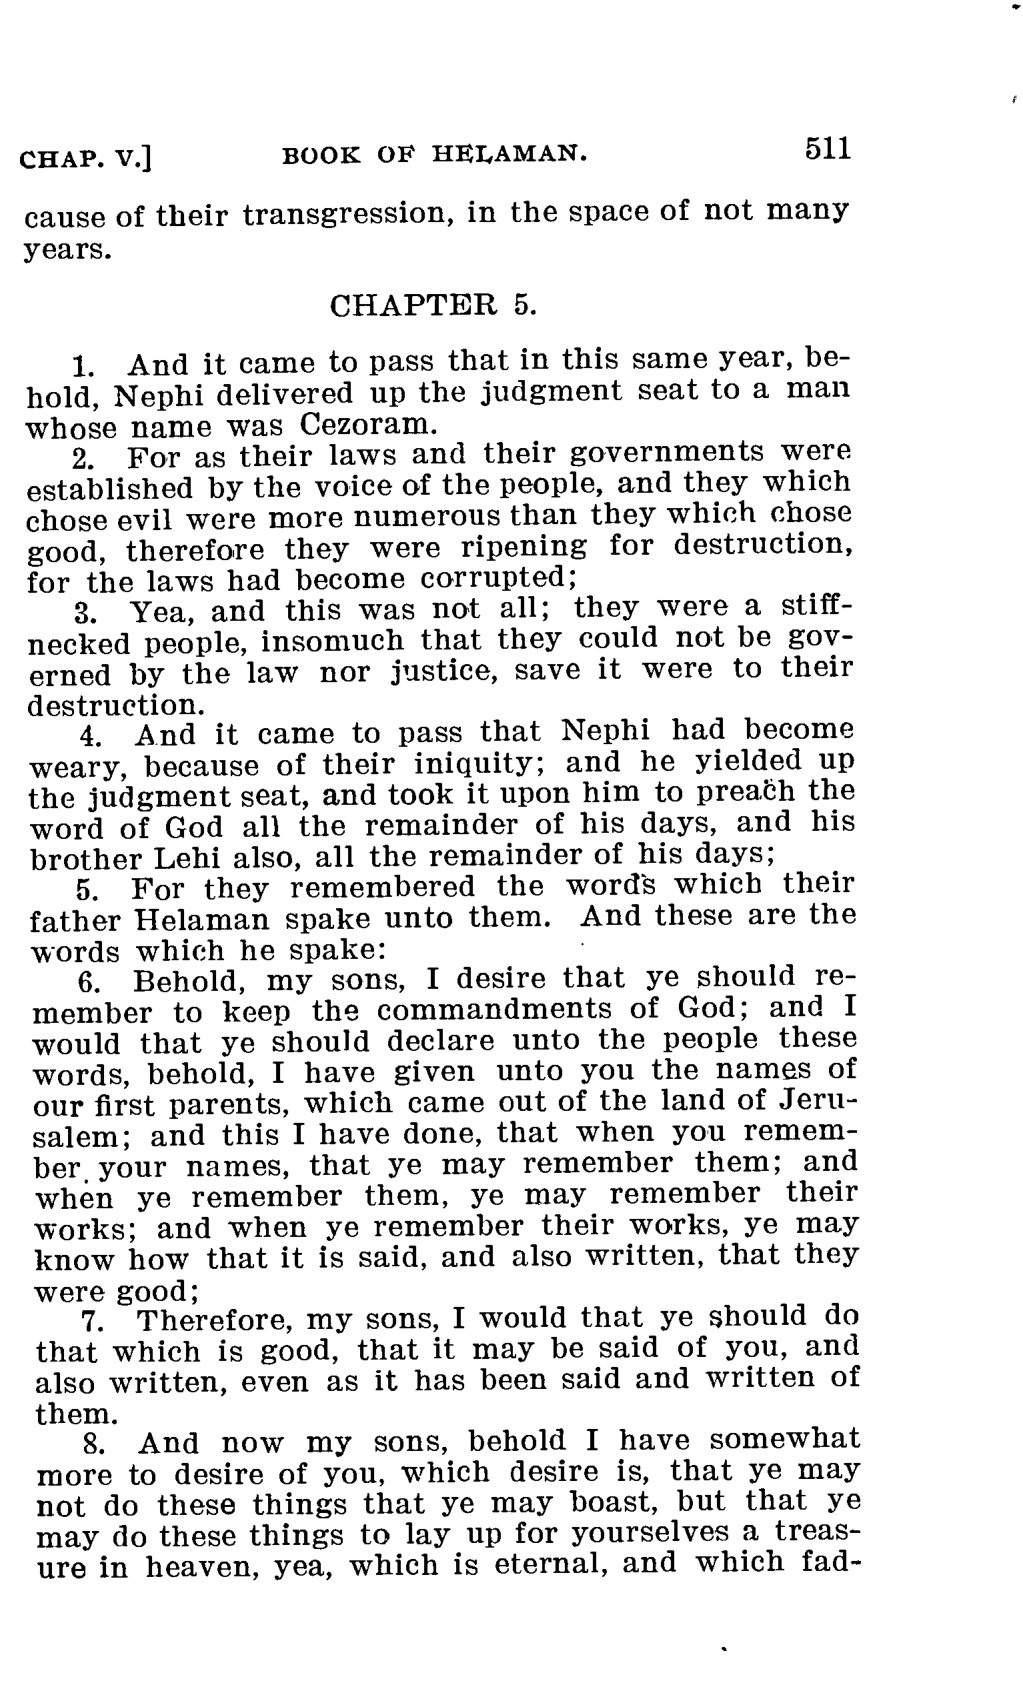 CHAP. V.] BOOK OF HELAMAN. 511
cause of their transgression, in the space of not many
years.
CHAPTER 5.
1. And it came to pass that in this same year, be-
hold, Nephi delivered up the judgment seat to a man
whose name was Cezoram.
2. For as their laws and their governments were
established by the voice of the people, and they which
chose evil were more numerous than they which chose
good, therefore they were ripening for destruction,
for the laws had become corrupted;
3. Yea, and this was not all; they were a stiff-
necked people, insomuch that they could not be gov-
erned by the law nor justice, save it were to their
destruction.
4. And it came to pass that Nephi had become
weary, because of their iniquity; and he yielded up
the judgment seat, and took it upon him to preach the
word of God all the remainder of his days, and his
brother Lehi also, all the remainder of his days;
5. For they remembered the words which their
father Helaman spake unto them. And these are the
words which he spake:
6. Behold, my sons, I desire that ye should re-
member to keep the commandments of God; and I
would that ye should declare unto the people these
words, behold, I have given unto you the names of
our first parents, which came out of the land of Jeru-
salem; and this I have done, that when you remem-
ber your names, that ye may remember them; and
when ye remember them, ye may remember their
works; and when ye remember their works, ye may
know how that it is said, and also written, that they
were good;
7. Therefore, my sons, I would that ye should do
that which is good, that it may be said of you, and
also written, even as it has been said and written of
them.
8. And now my sons, behold I have somewhat
more to desire of you, which desire is, that ye may
not do these things that ye may boast, but that ye
may do these things to lay up for yourselves a treas-
ure in heaven, yea, which is eternal, and which fad-